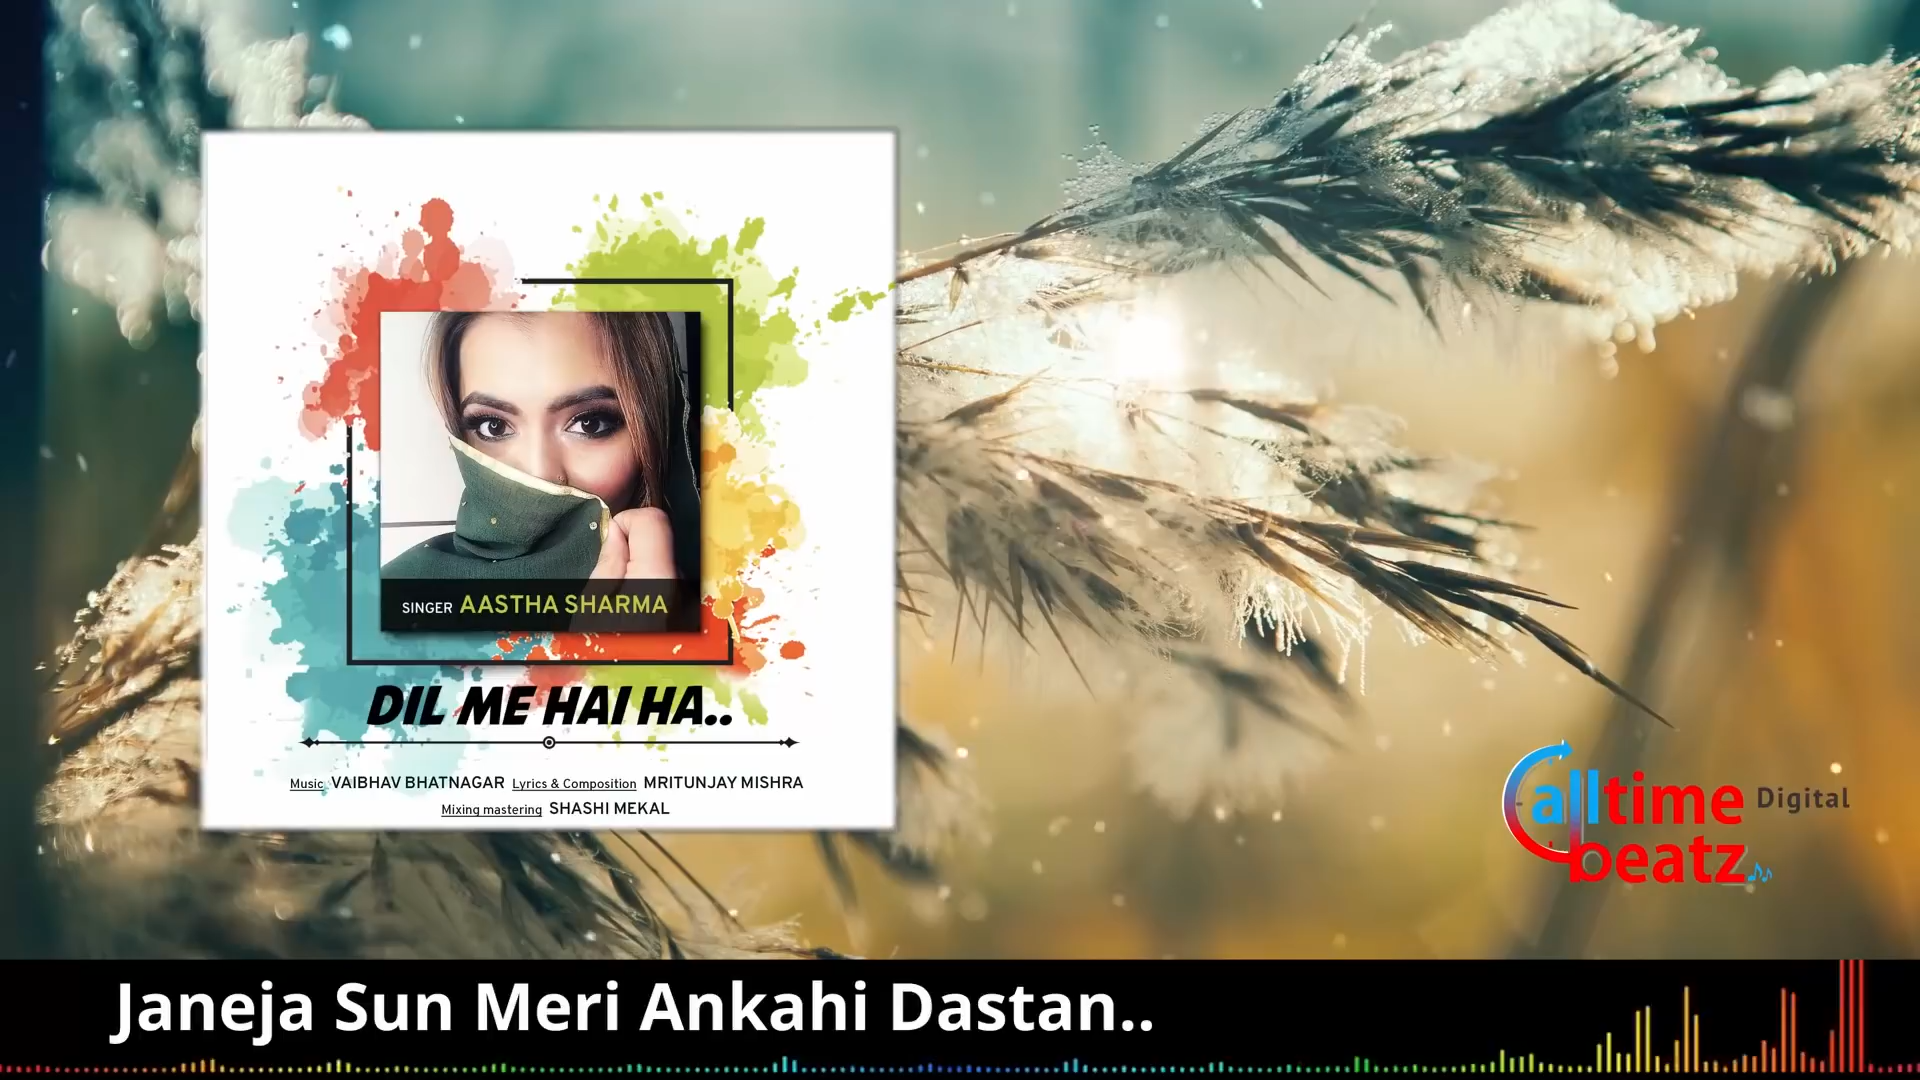 SINGER AASTHA SHARMA
DIL ME HAI HA..
Music VAIBHAV BHATNAGAR Lyrics & Composition MRITUNJAY MISHRA
Mixing mastering SHASHI MEKAL
alltime Digital
beatz
Janeja Sun Meri Ankahi Dastan..